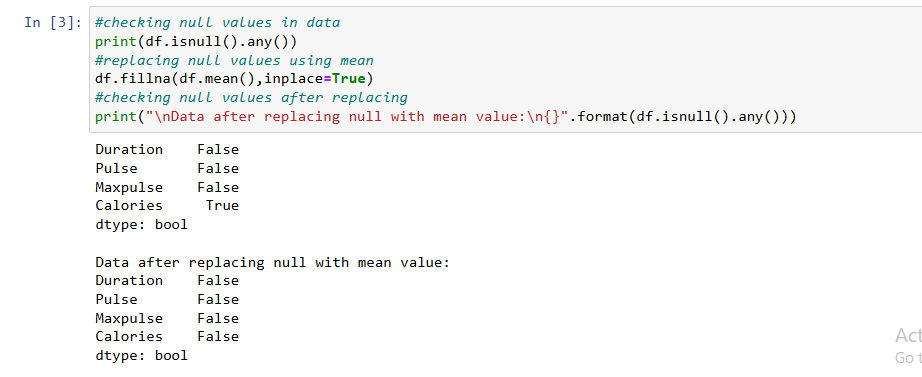 In [3]: #checking null values in data
print(df.isnull().any())
#replacing null values using mean
df.fillna(df.mean(),inplace=True)
#checking null values after replacing
print("\nData after replacing null with mean value:\n{}".format(df.isnull().any()))
Duration    False
Pulse       False
Maxpulse    False
Calories     True
dtype: bool

Data after replacing null with mean value:
Duration    False
Pulse       False
Maxpulse    False
Calories    False
dtype: bool
Act
Go t